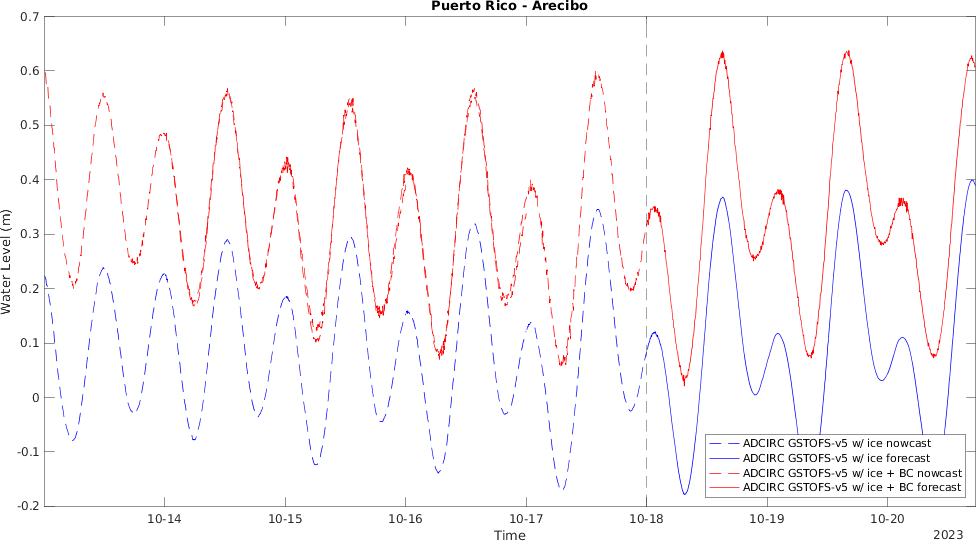 Puerto Rico - Arecibo
0.7
0.6
0.5
0.4
0.3
0.2
0.1
0
-0.1
-0.2
Water Level (m)
10-14
10-15
10-16
10-17
10-18
10-19
10-20
Time
2023
ADCIRC GSTOFS-v5 w/ ice nowcast
ADCIRC GSTOFS-v5 w/ ice forecast
ADCIRC GSTOFS-v5 w/ ice + BC nowcast
ADCIRC GSTOFS-v5 w/ ice + BC forecast